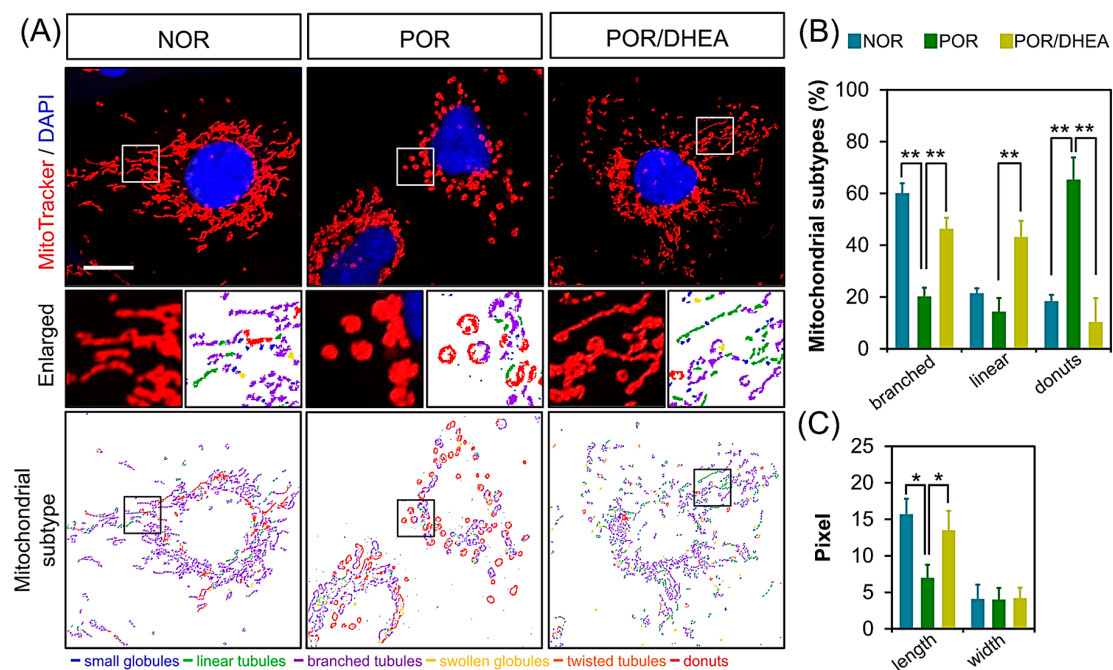 (A)
NOR
POR
POR/DHEA
MitoTracker / DAPI
Enlarged
Mitochondrial
subtype
small globules
linear tubules
branched tubules
swollen globules
twisted tubules
donuts
(B)
NOR
POR
POR/DHEA
Mitochondrial subtypes (%)
100
80
60
40
20
0
** ** ** ** **
branched
linear
donuts
(C)
Pixel
25
20
15
10
5
0
* *
length
width